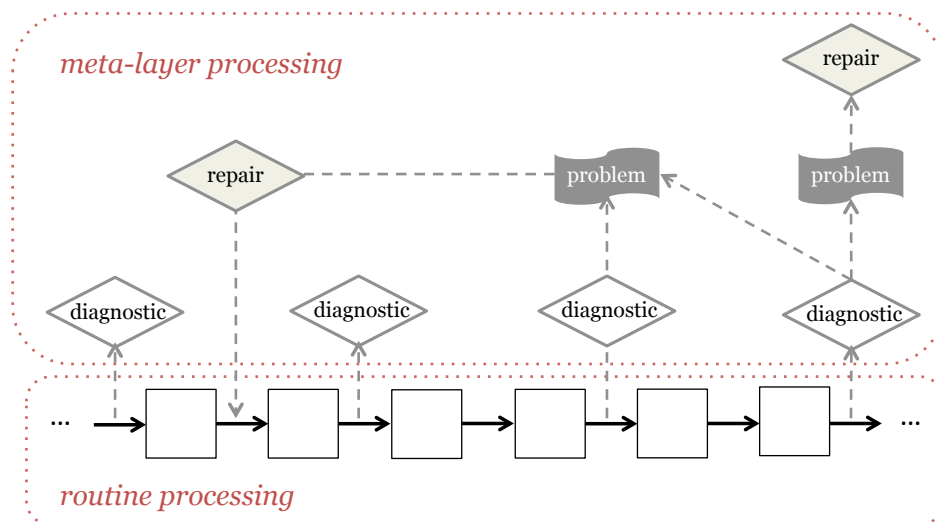 meta-layer processing
repair
repair
problem
problem
diagnostic
diagnostic
diagnostic
diagnostic
...
...
routine processing